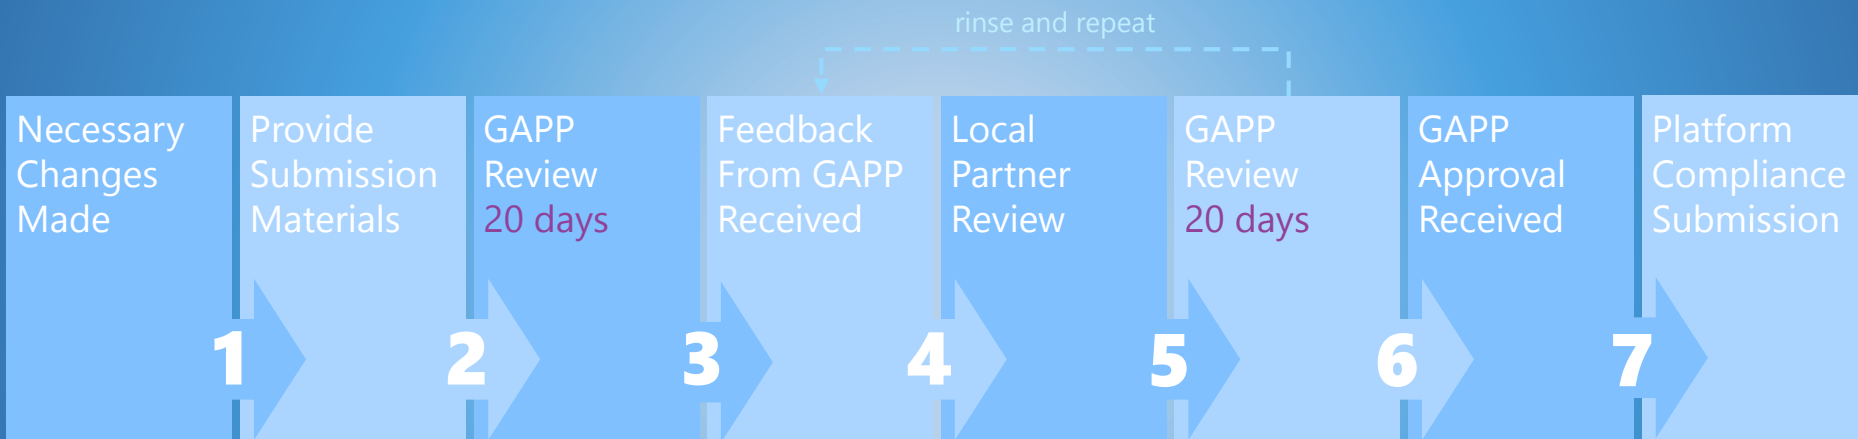 rinse and repeat
Necessary
Changes
Made
Provide
Submission
Materials
GAPP
Review
20 days
Feedback
From GAPP
Received
Local
Partner
Review
GAPP
Review
20 days
GAPP
Approval
Received
Platform
Compliance
Submission
1
2
3
4
5
6
7